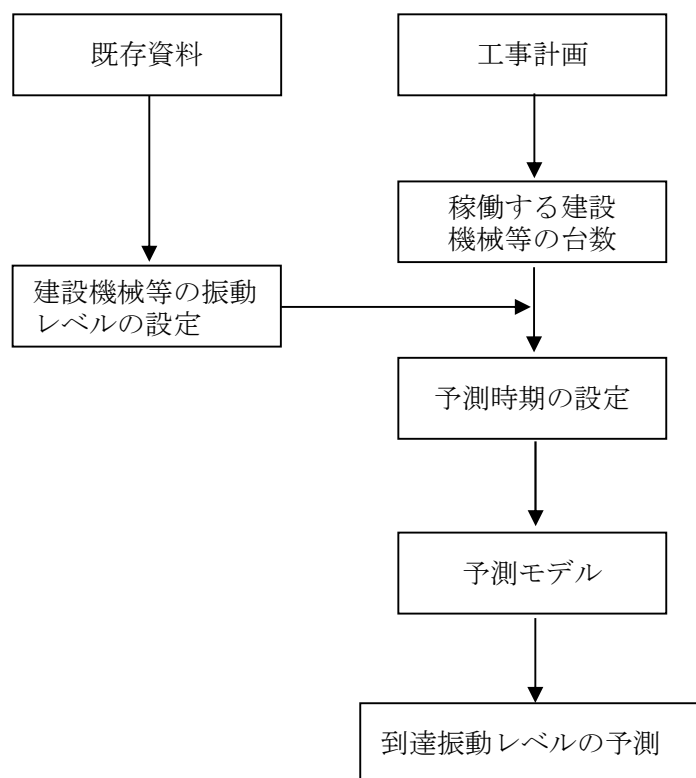 既存資料
工事計画
稼働する建設
機械等の台数
建設機械等の振動
レベルの設定
予測時期の設定
予測モデル
到達振動レベルの予測